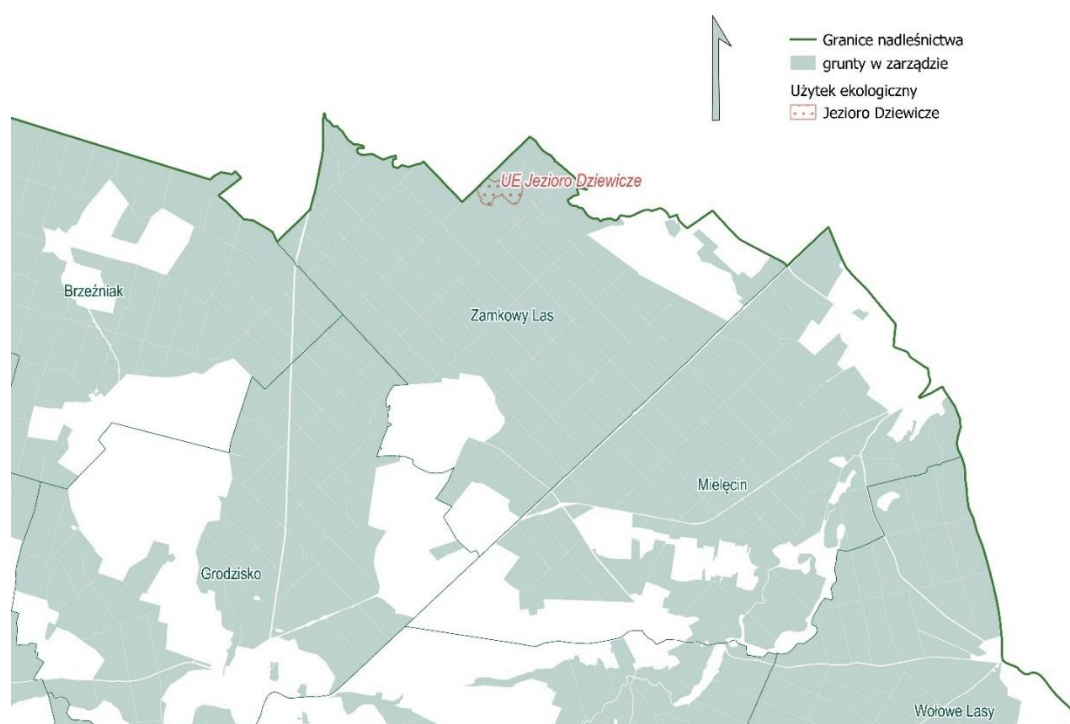 Granice nadleśnictwa
grunty w zarządzie
Użytek ekologiczny
Jezioro Dziewicze
UE Jezioro Dziewicze
Brzeźniak
Zamkowy Las
Mielęcin
Grodzisko
Wołowe Lasy